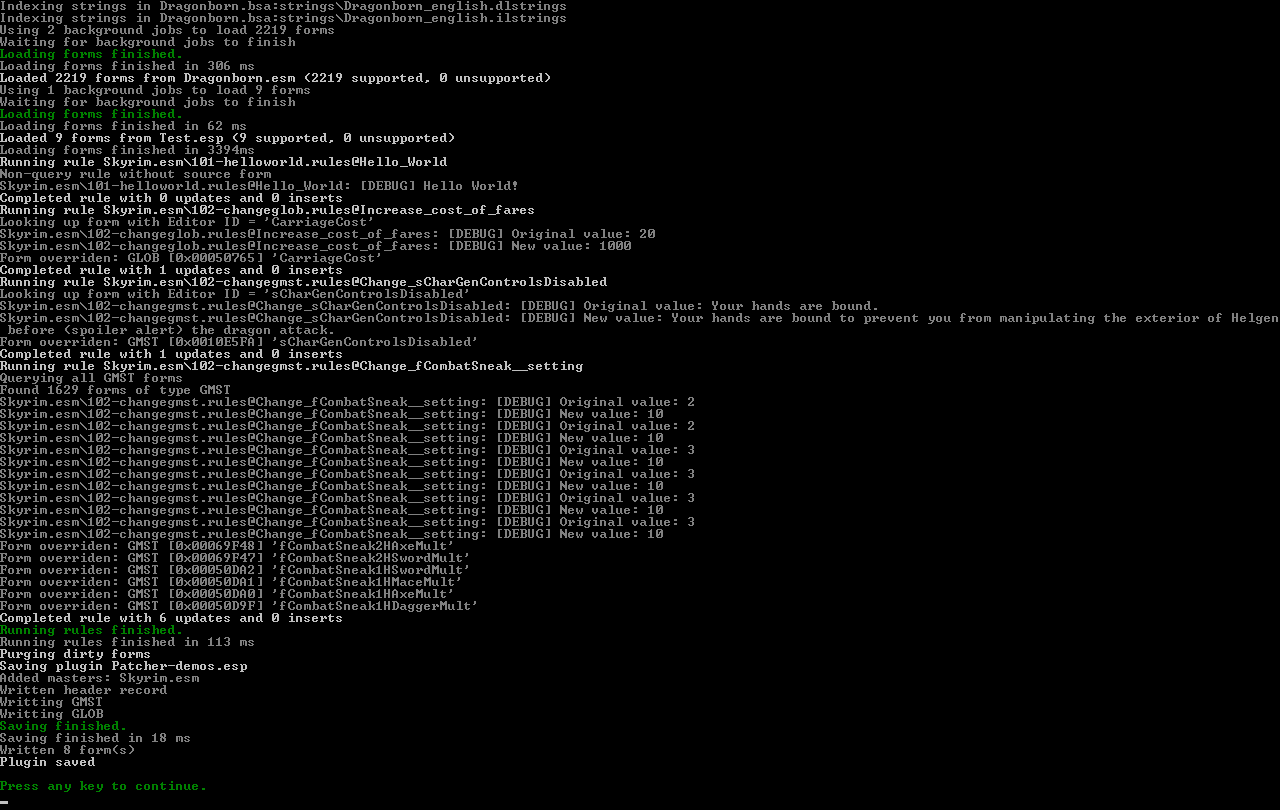 Indexing strings in Dragonborn.bsa:strings\Dragonborn_english.dlstrings
Indexing strings in Dragonborn.bsa:strings\Dragonborn_english.ilstrings
Using 2 background jobs to load 2219 forms
Waiting for background jobs to finish
Loading forms finished.
Loading forms finished in 306 ms
Loaded 2219 forms from Dragonborn.esm (2219 supported, 0 unsupported)
Using 1 background jobs to load 9 forms
Waiting for background jobs to finish
Loading forms finished.
Loading forms finished in 62 ms
Loaded 9 forms from Test.esp (9 supported, 0 unsupported)
Loading forms finished in 3394ms
Running rule Skyrim.esm\101-helloworld.rules@Hello_World
Non-query rule without source form
Skyrim.esm\101-helloworld.rules@Hello_World: [DEBUG] Hello World!
Completed rule with 0 updates and 0 inserts
Running rule Skyrim.esm\102-changeglob.rules@Increase_cost_of_fares
Looking up form with Editor ID = 'CarriageCost'
Skyrim.esm\102-changeglob.rules@Increase_cost_of_fares: [DEBUG] Original value: 20
Skyrim.esm\102-changeglob.rules@Increase_cost_of_fares: [DEBUG] New value: 1000
Form overriden: GLOB [0x00050765] 'CarriageCost'
Completed rule with 1 updates and 0 inserts
Running rule Skyrim.esm\102-changegmst.rules@Change_sCharGenControlsDisabled
Looking up form with Editor ID = 'sCharGenControlsDisabled'
Skyrim.esm\102-changegmst.rules@Change_sCharGenControlsDisabled: [DEBUG] Original value: Your hands are bound.
Skyrim.esm\102-changegmst.rules@Change_sCharGenControlsDisabled: [DEBUG] New value: Your hands are bound to prevent you from manipulating the exterior of Helgen
 before (spoiler alert) the dragon attack.
Form overriden: GMST [0x0010E5FA] 'sCharGenControlsDisabled'
Completed rule with 1 updates and 0 inserts
Running rule Skyrim.esm\102-changegmst.rules@Change_fCombatSneak__setting
Querying all GMST forms
Found 1629 forms of type GMST
Skyrim.esm\102-changegmst.rules@Change_fCombatSneak__setting: [DEBUG] Original value: 2
Skyrim.esm\102-changegmst.rules@Change_fCombatSneak__setting: [DEBUG] New value: 10
Skyrim.esm\102-changegmst.rules@Change_fCombatSneak__setting: [DEBUG] Original value: 2
Skyrim.esm\102-changegmst.rules@Change_fCombatSneak__setting: [DEBUG] New value: 10
Skyrim.esm\102-changegmst.rules@Change_fCombatSneak__setting: [DEBUG] Original value: 3
Skyrim.esm\102-changegmst.rules@Change_fCombatSneak__setting: [DEBUG] New value: 10
Skyrim.esm\102-changegmst.rules@Change_fCombatSneak__setting: [DEBUG] Original value: 3
Skyrim.esm\102-changegmst.rules@Change_fCombatSneak__setting: [DEBUG] New value: 10
Skyrim.esm\102-changegmst.rules@Change_fCombatSneak__setting: [DEBUG] Original value: 3
Skyrim.esm\102-changegmst.rules@Change_fCombatSneak__setting: [DEBUG] New value: 10
Skyrim.esm\102-changegmst.rules@Change_fCombatSneak__setting: [DEBUG] Original value: 3
Skyrim.esm\102-changegmst.rules@Change_fCombatSneak__setting: [DEBUG] New value: 10
Form overriden: GMST [0x00069F48] 'fCombatSneak2HAxeMult'
Form overriden: GMST [0x00069F47] 'fCombatSneak2HSwordMult'
Form overriden: GMST [0x00050DA2] 'fCombatSneak1HSwordMult'
Form overriden: GMST [0x00050DA1] 'fCombatSneak1HMaceMult'
Form overriden: GMST [0x00050DA0] 'fCombatSneak1HAxeMult'
Form overriden: GMST [0x00050D9F] 'fCombatSneak1HDaggerMult'
Completed rule with 6 updates and 0 inserts
Running rules finished.
Running rules finished in 113 ms
Purging dirty forms
Saving plugin Patcher-demos.esp
Added masters: Skyrim.esm
Written header record
Writting GMST
Writting GLOB
Saving finished.
Saving finished in 18 ms
Written 8 form(s)
Plugin saved
Press any key to continue.